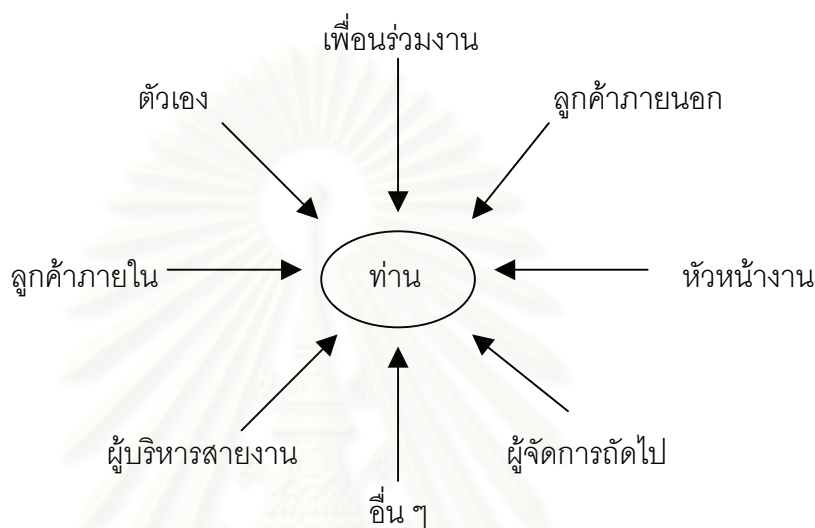 เพื่อนร่วมงาน
ตัวเอง
ลูกค้าภายนอก
ลูกค้าภายใน
ท่าน
หัวหน้างาน
ผู้บริหารสายงาน
ผู้จัดการถัดไป
อื่น ๆ